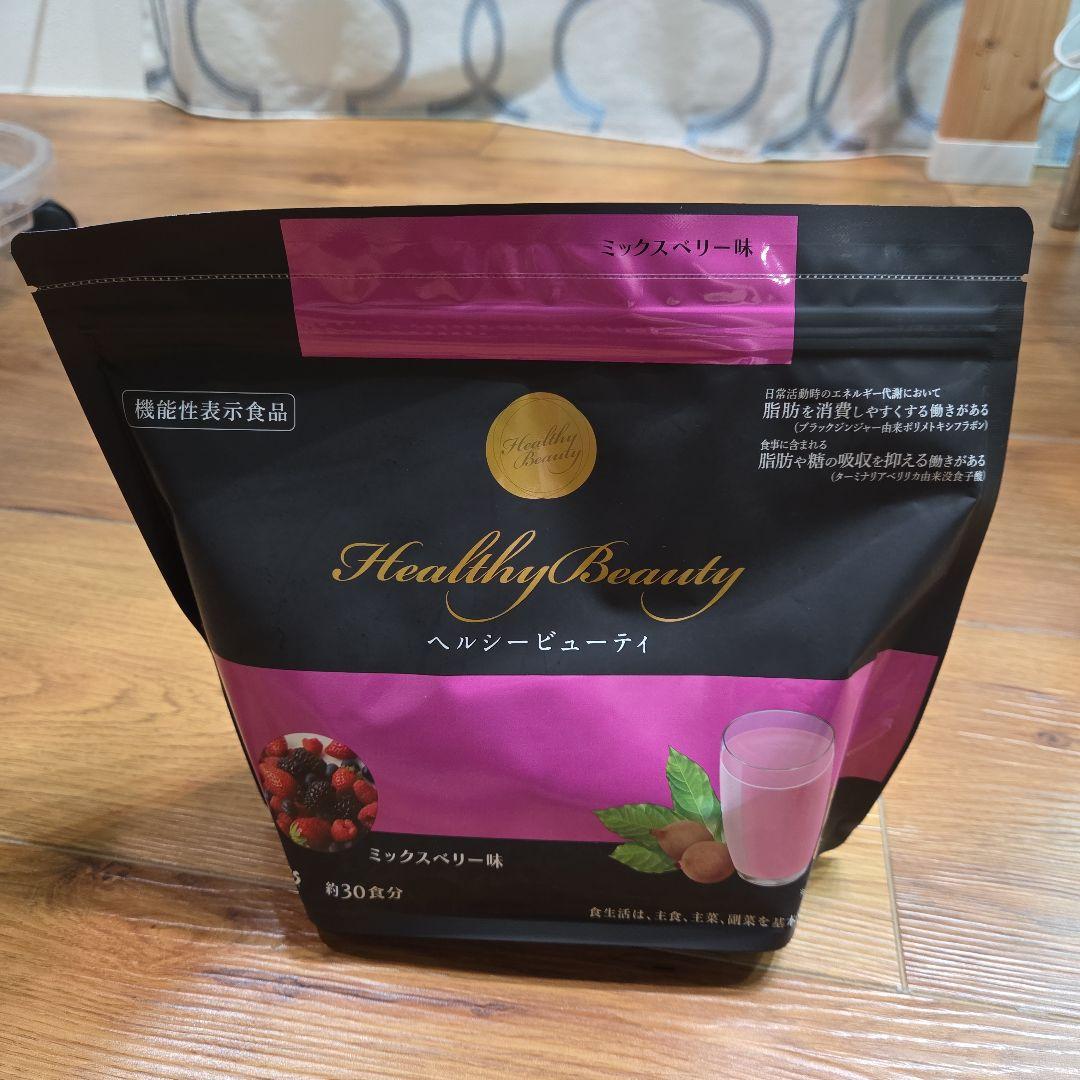 ミックスベリー味
機能性表示食品
日常活動時のエネルギー代謝において
脂肪を消費しやすくする働きがある
(ブラックジンジャー由来ポリメトキシフラボン)
食事に含まれる
脂肪や糖の吸収を抑える働きがある
(ターミナリアベリリカ由来没食子酸)
Healthy
Beauty
Healthy Beauty
ヘルシービューティ
ミックスベリー味
約30食分
食生活は、主食、主菜、副菜を基本